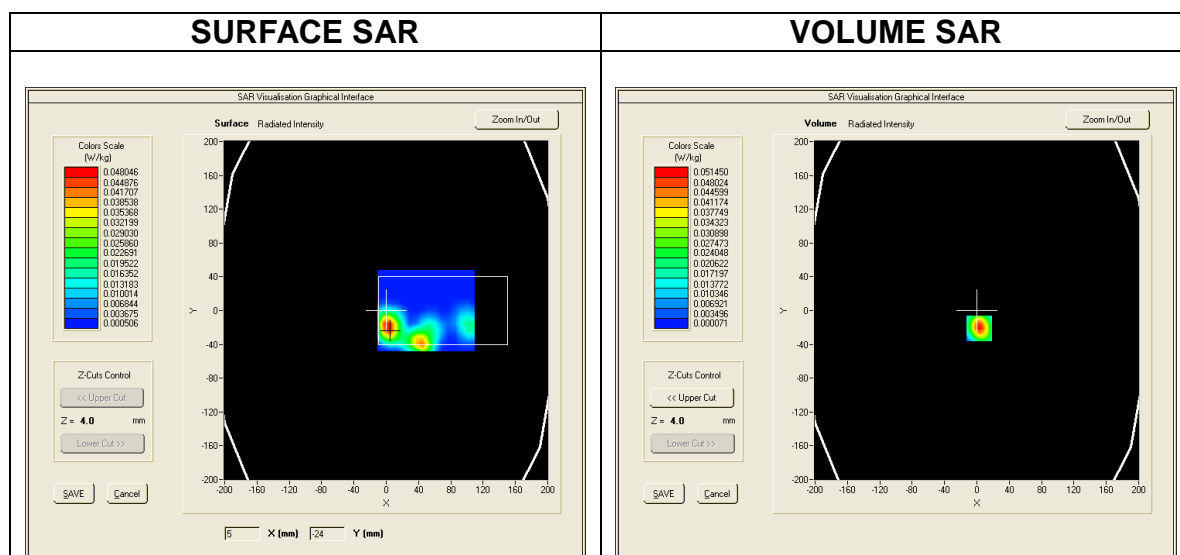 SURFACE SAR
VOLUME SAR
SAR Visualisation Graphical Interface
Surface Radiated Intensity
Zoom In/Out
Colors Scale
(W/kg)
0.048046
0.044876
0.041707
0.038538
0.035368
0.032199
0.029030
0.025860
0.022691
0.019522
0.016352
0.013183
0.010014
0.006844
0.003675
0.000506
Z-Cuts Control
<< Upper Cut
Z = 4.0 mm
Lower Cut >>
SAVE Cancel
200
160
120
80
40
0
-40
-80
-120
-160
-200
Y
-200 -160 -120 -80 -40 0 40 80 120 160 200
X
5 X (mm) -24 Y (mm)
SAR Visualisation Graphical Interface
Volume Radiated Intensity
Zoom In/Out
Colors Scale
(W/kg)
0.051450
0.048024
0.044599
0.041174
0.037749
0.034323
0.030898
0.027473
0.024048
0.020622
0.017197
0.013772
0.010346
0.006921
0.003496
0.000071
Z-Cuts Control
<< Upper Cut
Z = 4.0 mm
Lower Cut >>
SAVE Cancel
200
160
120
80
40
0
-40
-80
-120
-160
-200
Y
-200 -160 -120 -80 -40 0 40 80 120 160 200
X